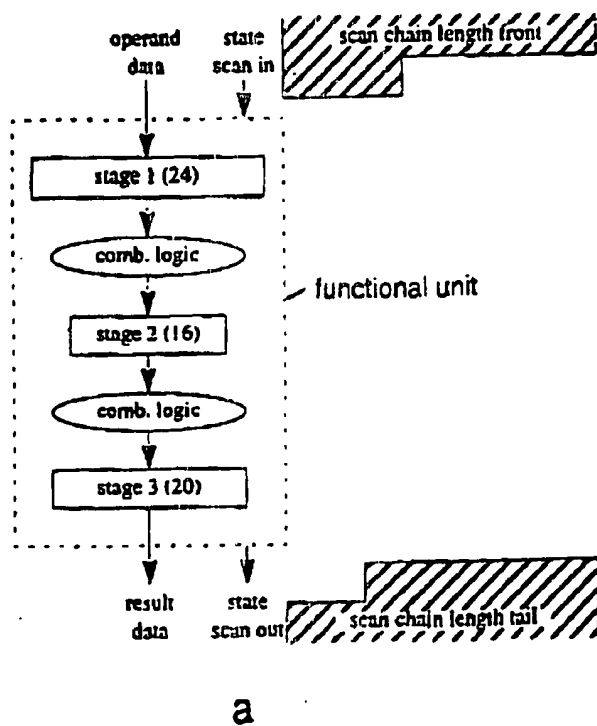 operand
data
state
scan in
scan chain length front
stage 1 (24)
comb. logic
functional unit
stage 2 (16)
comb. logic
stage 3 (20)
result
data
state
scan out
scan chain length tail
a